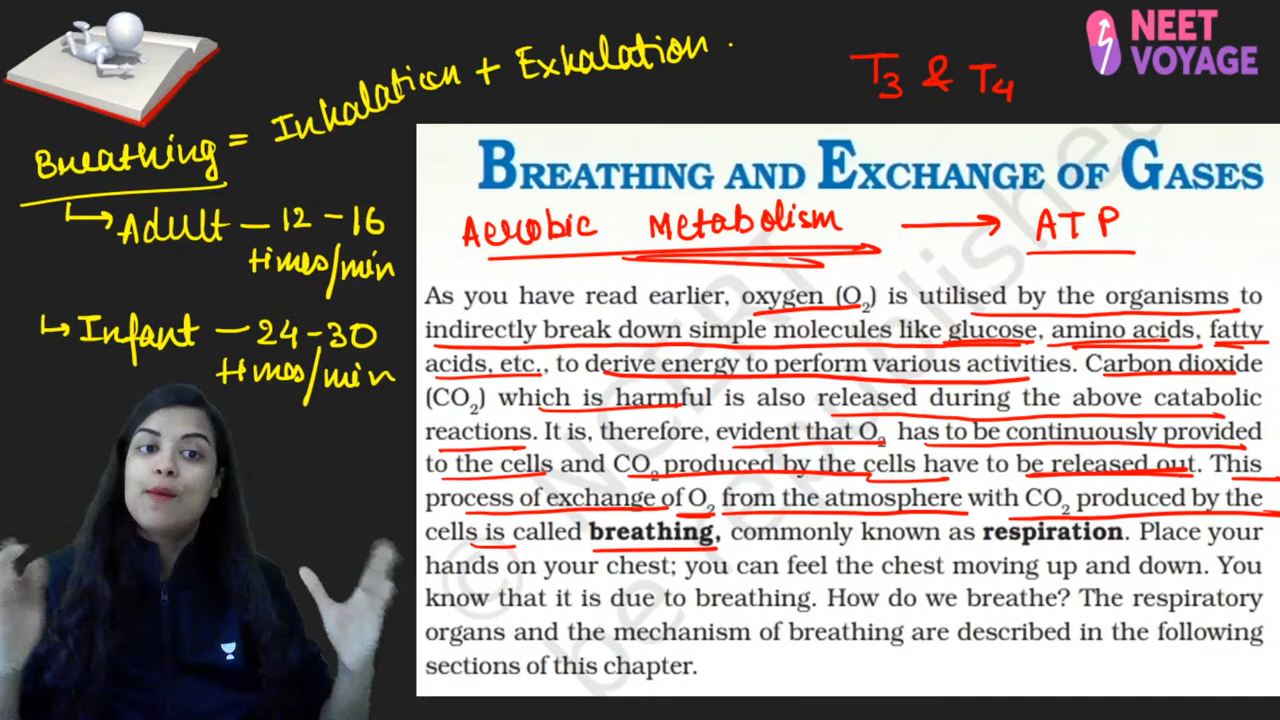 Breathing = Inhalation + Exhalation
Adult - 12 - 16
times/min
Infant - 24 - 30
times/min
T3 & T4
NEET
VOYAGE
BREATHING AND EXCHANGE OF GASES
Aerobic Metabolism → ATP
As you have read earlier, oxygen (O2) is utilised by the organisms to
indirectly break down simple molecules like glucose, amino acids, fatty
acids, etc., to derive energy to perform various activities. Carbon dioxide
(CO2) which is harmful is also released during the above catabolic
reactions. It is, therefore, evident that O2 has to be continuously provided
to the cells and CO2 produced by the cells have to be released out. This
process of exchange of O2 from the atmosphere with CO2 produced by the
cells is called breathing, commonly known as respiration. Place your
hands on your chest; you can feel the chest moving up and down. You
know that it is due to breathing. How do we breathe? The respiratory
organs and the mechanism of breathing are described in the following
sections of this chapter.
© NCERT
be republished